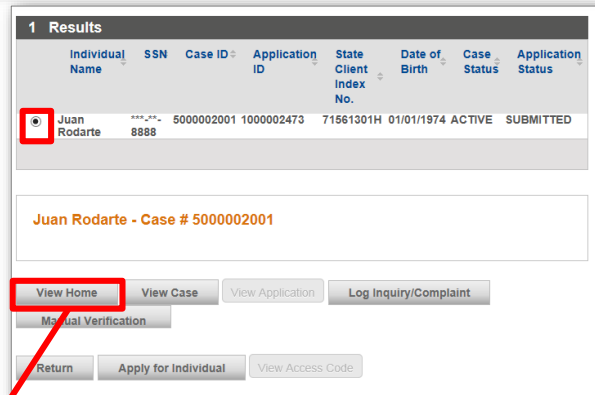 1 Results
Individual Name SSN Case ID Application ID State Client Index No. Date of Birth Case Status Application Status
Juan Rodarte ***-**-8888 5000002001 1000002473 71561301H 01/01/1974 ACTIVE SUBMITTED
Juan Rodarte - Case # 5000002001
View Home View Case View Application Log Inquiry/Complaint
Manual Verification
Return Apply for Individual View Access Code